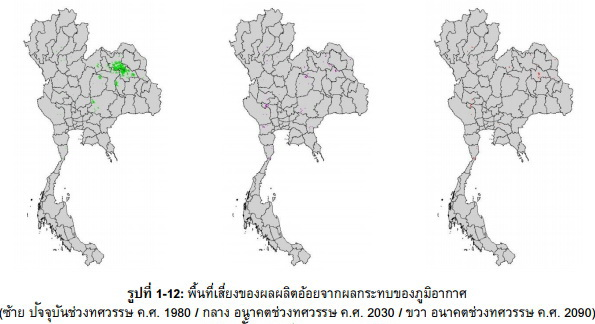 รูปที่ 1-12: พื้นที่เสี่ยงของผลผลิตอ้อยจากผลกระทบของภูมิอากาศ
(ซ้าย ปัจจุบันช่วงทศวรรษ ค.ศ. 1980 / กลาง อนาคตช่วงทศวรรษ ค.ศ. 2030 / ขวา อนาคตช่วงทศวรรษ ค.ศ. 2090)